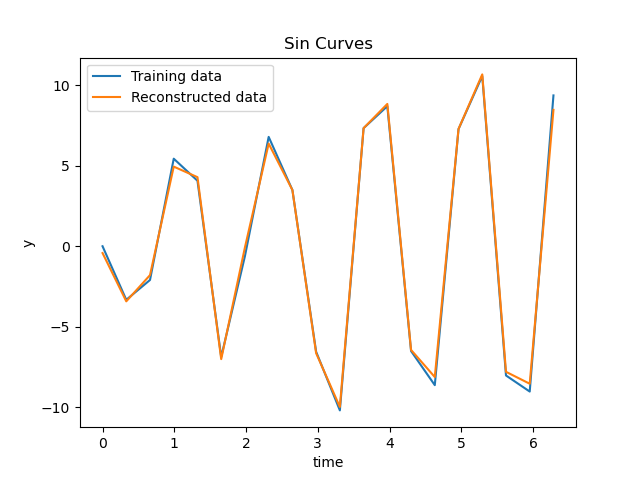 Sin Curves
Training data
Reconstructed data
10
5
0
−5
−10
y
0 1 2 3 4 5 6
time